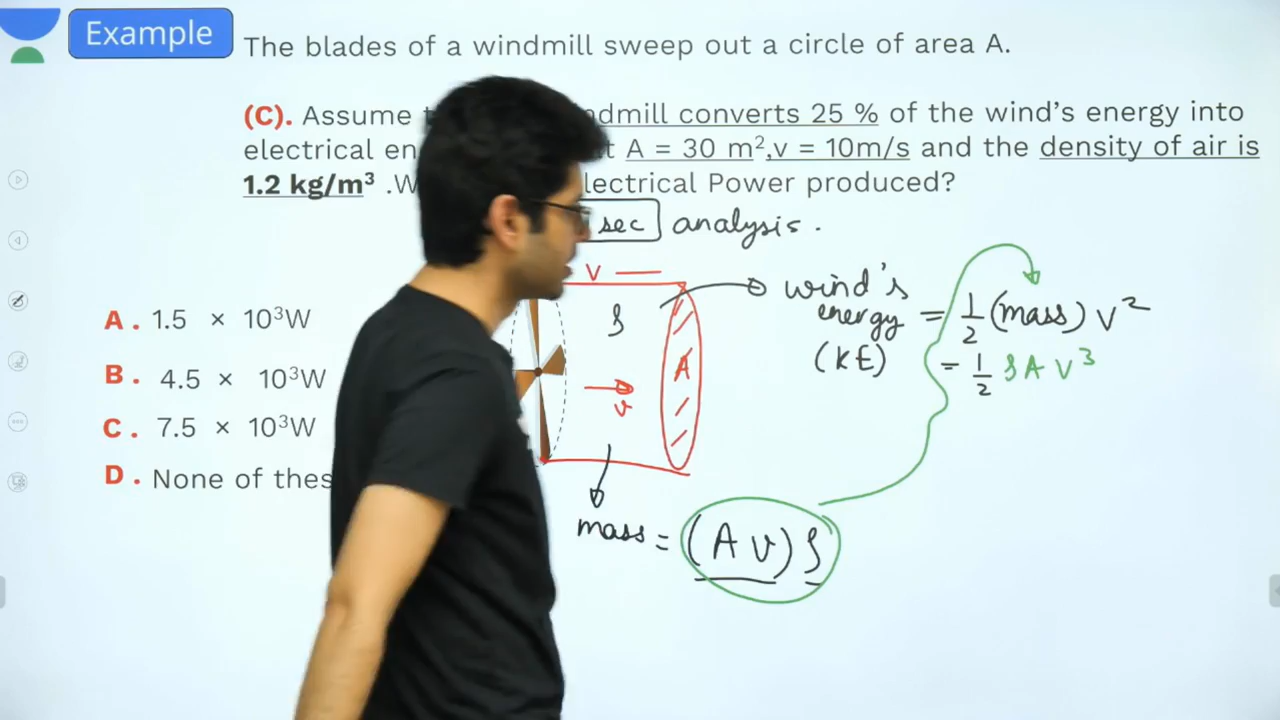 Example
The blades of a windmill sweep out a circle of area A.
(C). Assume ndmill converts 25 % of the wind's energy into
electrical en t A = 30 m²,v = 10m/s and the density of air is
1.2 kg/m³ .W lectrical Power produced?
sec analysis.
A. 1.5 × 10³W
B. 4.5 × 10³W
C. 7.5 × 10³W
D. None of thes
v
ρ
A
v
wind's
energy
(KE)
= 1/2 (mass) v²
= 1/2 ρ A v³
mass = (A v) ρ